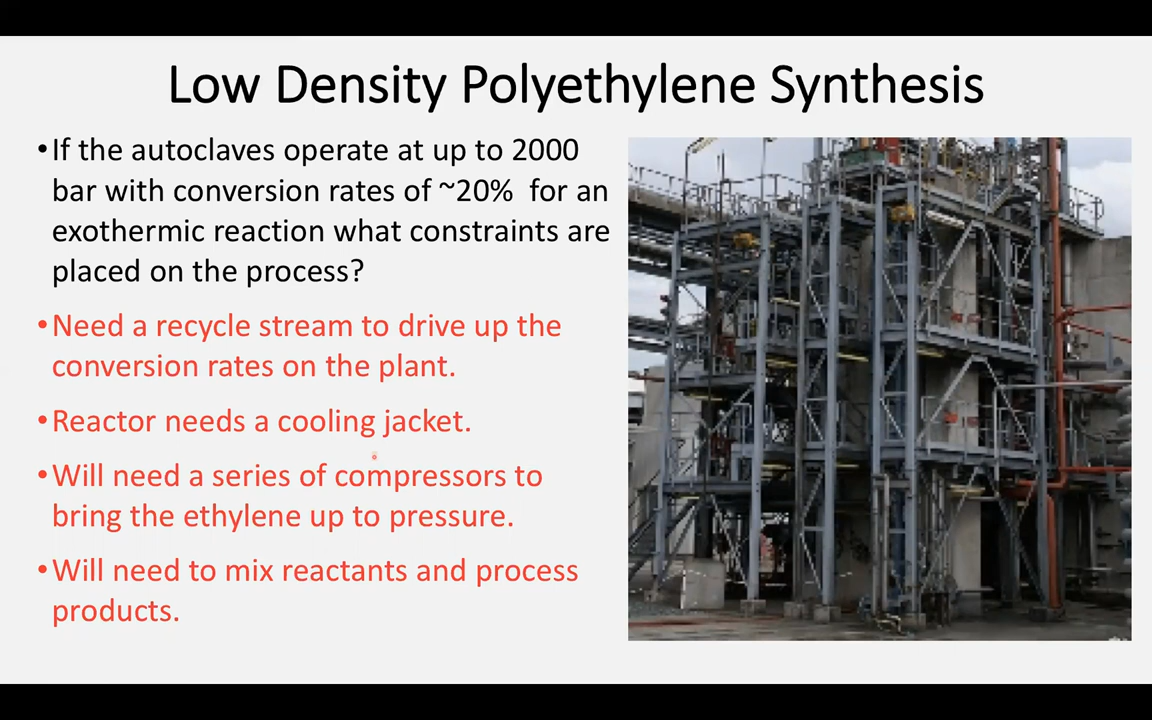 Low Density Polyethylene Synthesis
•If the autoclaves operate at up to 2000
bar with conversion rates of ~20%  for an
exothermic reaction what constraints are
placed on the process?
•Need a recycle stream to drive up the
conversion rates on the plant.
•Reactor needs a cooling jacket.
•Will need a series of compressors to
bring the ethylene up to pressure.
•Will need to mix reactants and process
products.